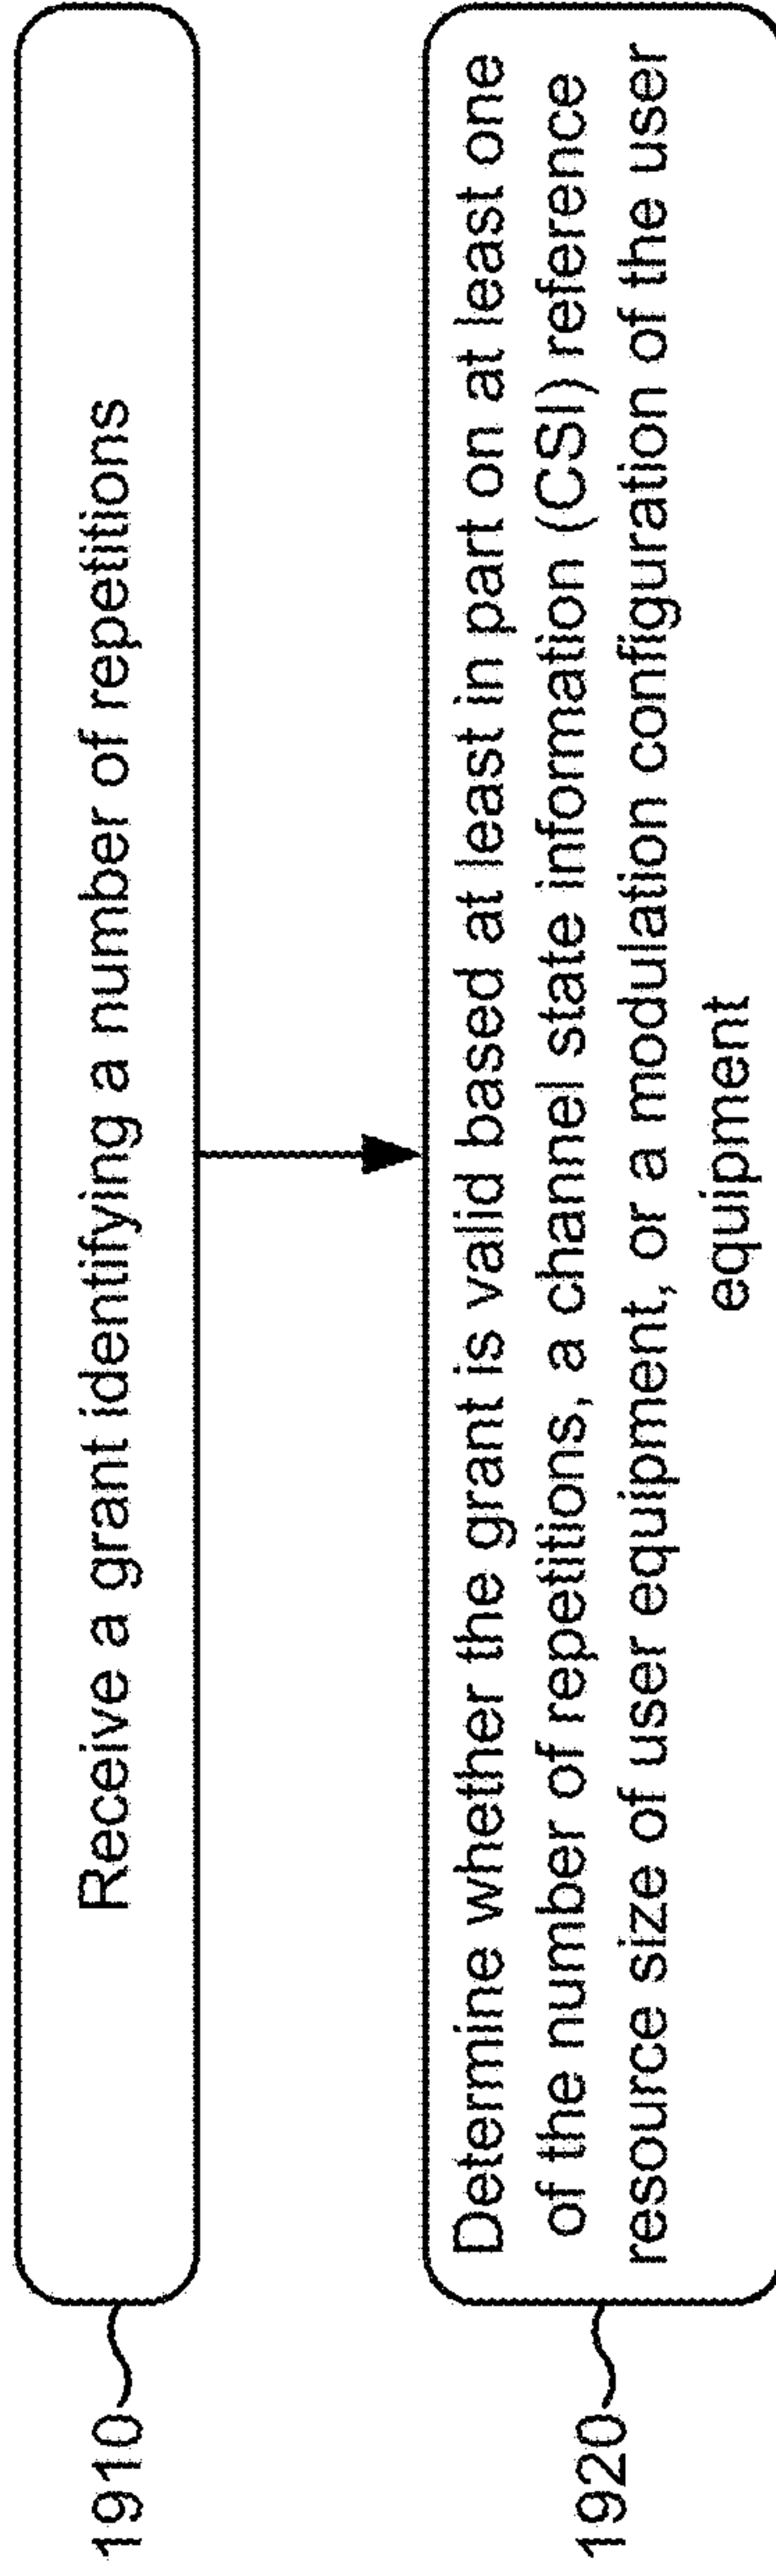 1910
Receive a grant identifying a number of repetitions
1920
Determine whether the grant is valid based at least in part on at least one
of the number of repetitions, a channel state information (CSI) reference
resource size of user equipment, or a modulation configuration of the user
equipment